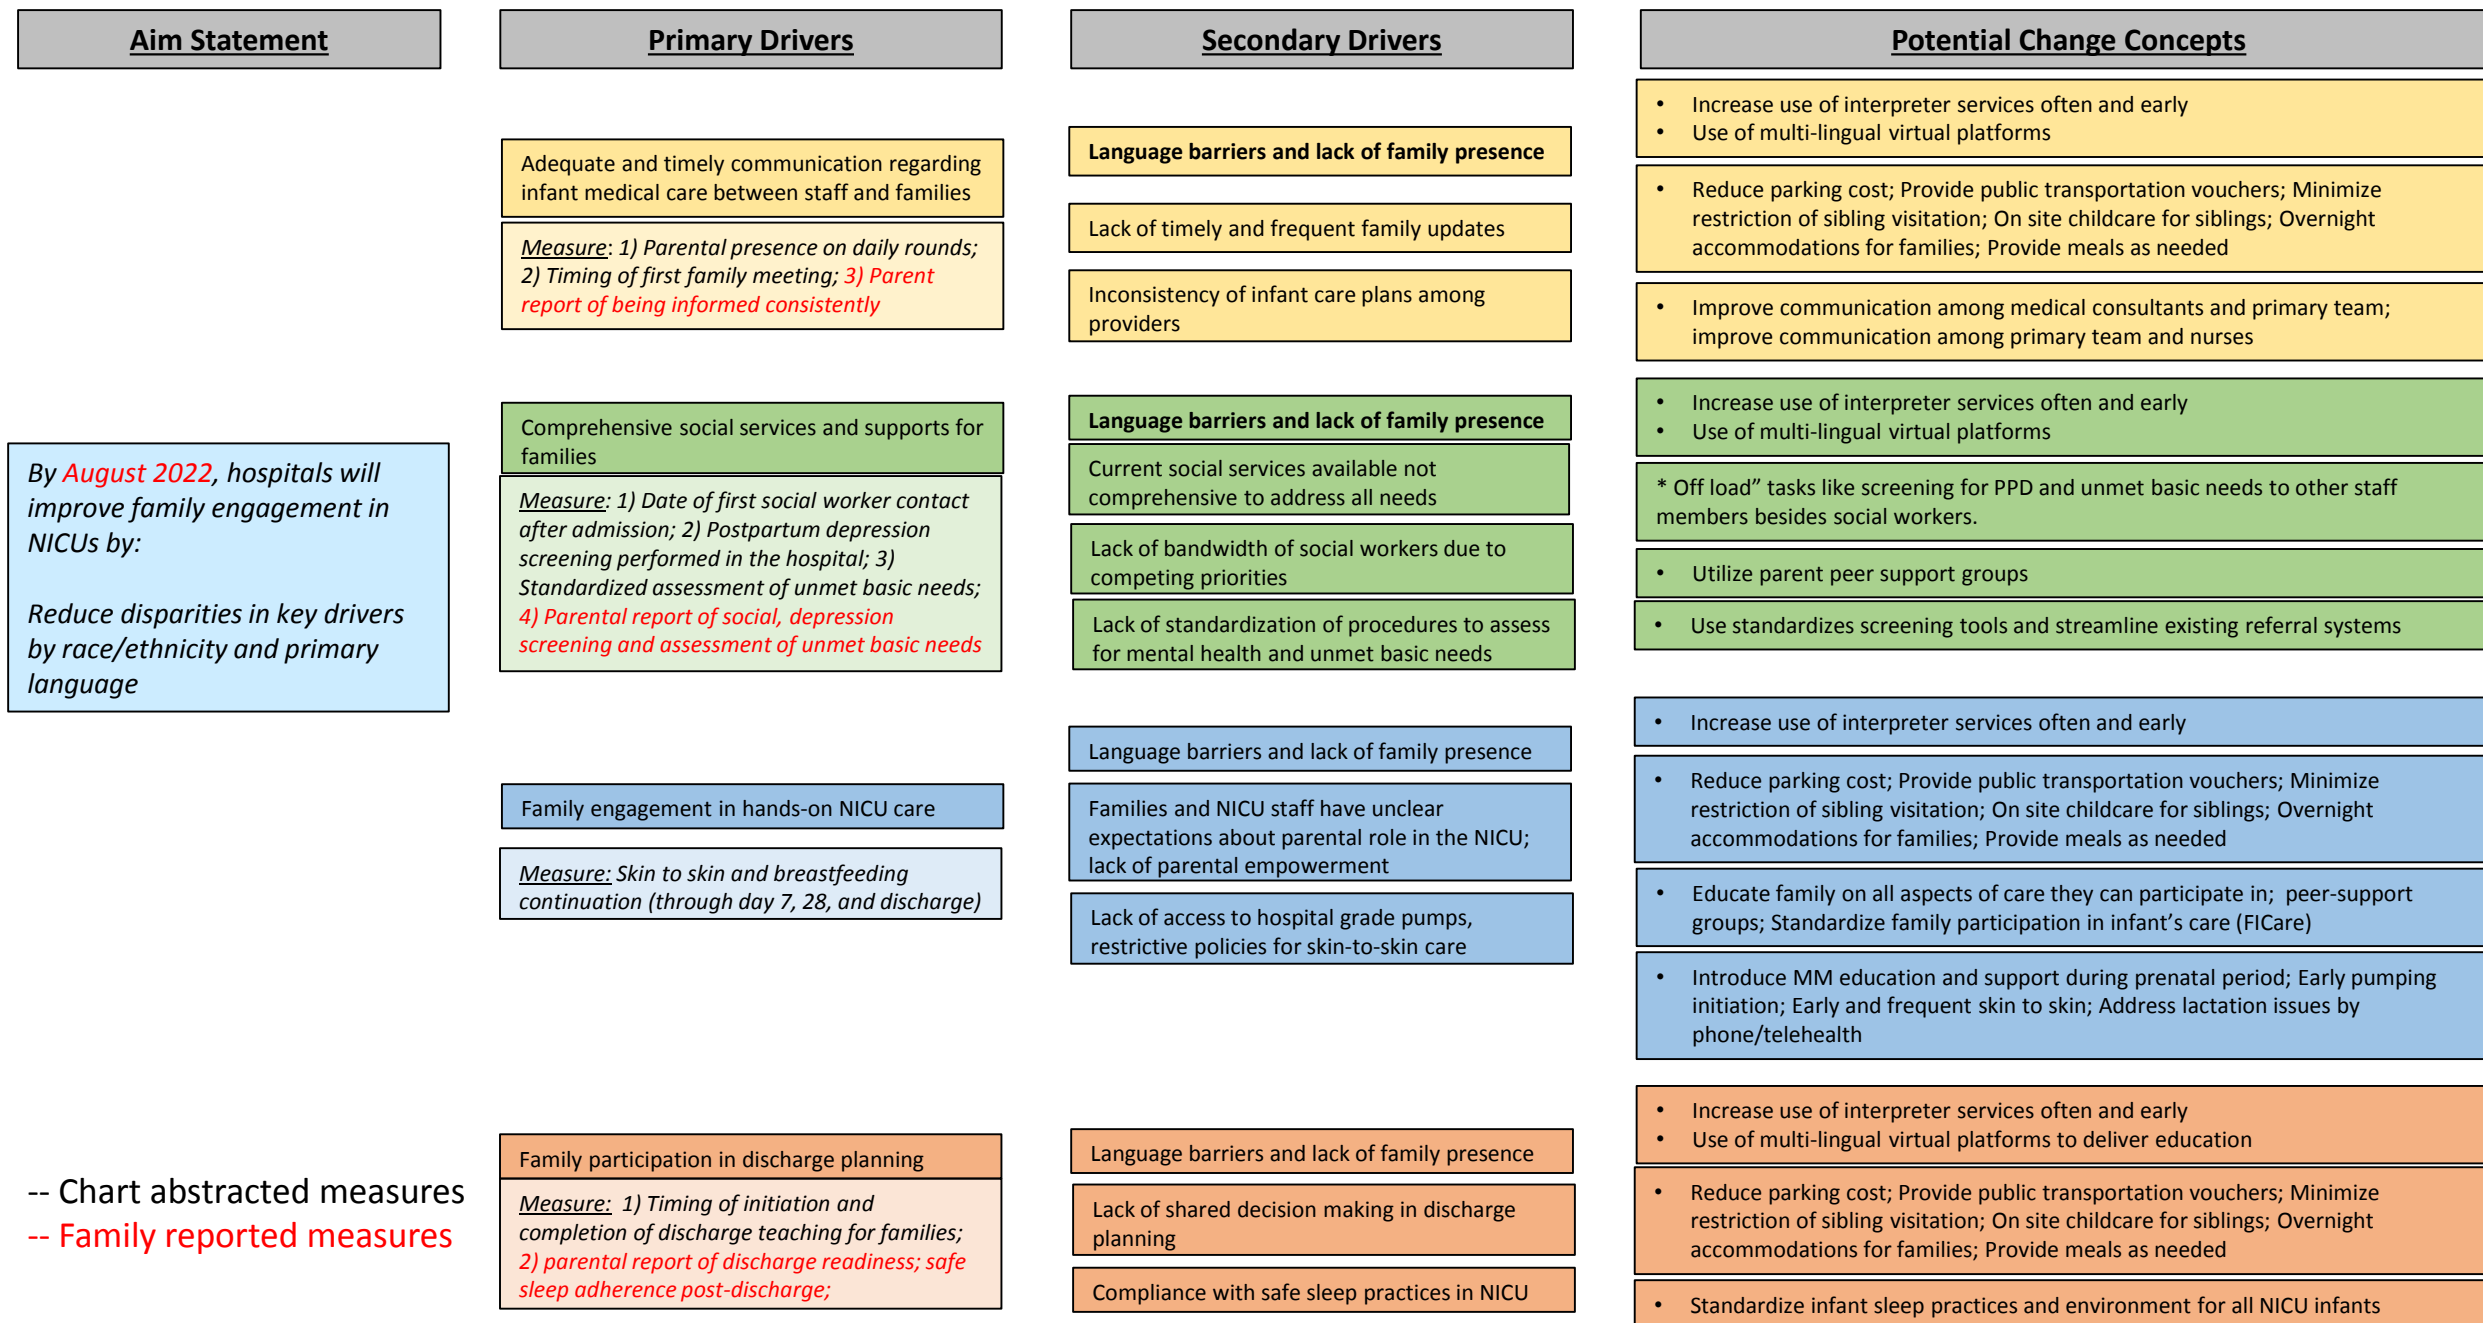 Aim Statement
Primary Drivers
Secondary Drivers
Potential Change Concepts
By August 2022, hospitals will
improve family engagement in
NICUs by:
Reduce disparities in key drivers
by race/ethnicity and primary
language
-- Chart abstracted measures
-- Family reported measures
Adequate and timely communication regarding
infant medical care between staff and families
Measure: 1) Parental presence on daily rounds;
2) Timing of first family meeting; 3) Parent
report of being informed consistently
Language barriers and lack of family presence
Lack of timely and frequent family updates
Inconsistency of infant care plans among
providers
• Increase use of interpreter services often and early
• Use of multi-lingual virtual platforms
• Reduce parking cost; Provide public transportation vouchers; Minimize
restriction of sibling visitation; On site childcare for siblings; Overnight
accommodations for families; Provide meals as needed
• Improve communication among medical consultants and primary team;
improve communication among primary team and nurses
Comprehensive social services and supports for
families
Measure: 1) Date of first social worker contact
after admission; 2) Postpartum depression
screening performed in the hospital; 3)
Standardized assessment of unmet basic needs;
4) Parental report of social, depression
screening and assessment of unmet basic needs
Language barriers and lack of family presence
Current social services available not
comprehensive to address all needs
Lack of bandwidth of social workers due to
competing priorities
Lack of standardization of procedures to assess
for mental health and unmet basic needs
• Increase use of interpreter services often and early
• Use of multi-lingual virtual platforms
* Off load” tasks like screening for PPD and unmet basic needs to other staff
members besides social workers.
• Utilize parent peer support groups
• Use standardizes screening tools and streamline existing referral systems
Family engagement in hands-on NICU care
Measure: Skin to skin and breastfeeding
continuation (through day 7, 28, and discharge)
Language barriers and lack of family presence
Families and NICU staff have unclear
expectations about parental role in the NICU;
lack of parental empowerment
Lack of access to hospital grade pumps,
restrictive policies for skin-to-skin care
• Increase use of interpreter services often and early
• Reduce parking cost; Provide public transportation vouchers; Minimize
restriction of sibling visitation; On site childcare for siblings; Overnight
accommodations for families; Provide meals as needed
• Educate family on all aspects of care they can participate in; peer-support
groups; Standardize family participation in infant’s care (FICare)
• Introduce MM education and support during prenatal period; Early pumping
initiation; Early and frequent skin to skin; Address lactation issues by
phone/telehealth
Family participation in discharge planning
Measure: 1) Timing of initiation and
completion of discharge teaching for families;
2) parental report of discharge readiness; safe
sleep adherence post-discharge;
Language barriers and lack of family presence
Lack of shared decision making in discharge
planning
Compliance with safe sleep practices in NICU
• Increase use of interpreter services often and early
• Use of multi-lingual virtual platforms to deliver education
• Reduce parking cost; Provide public transportation vouchers; Minimize
restriction of sibling visitation; On site childcare for siblings; Overnight
accommodations for families; Provide meals as needed
• Standardize infant sleep practices and environment for all NICU infants